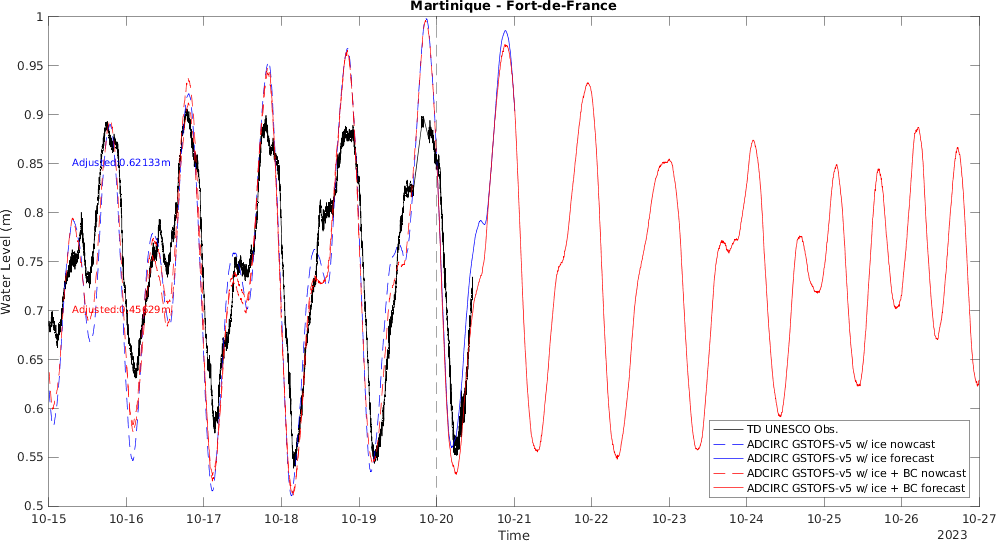 Martinique - Fort-de-France
1
0.95
0.9
0.85
0.8
0.75
0.7
0.65
0.6
0.55
0.5
Water Level (m)
Adjusted:0.62133m
Adjusted:0.45629m
TD UNESCO Obs.
ADCIRC GSTOFS-v5 w/ ice nowcast
ADCIRC GSTOFS-v5 w/ ice forecast
ADCIRC GSTOFS-v5 w/ ice + BC nowcast
ADCIRC GSTOFS-v5 w/ ice + BC forecast
10-15 10-16 10-17 10-18 10-19 10-20 10-21 10-22 10-23 10-24 10-25 10-26 10-27
Time
2023